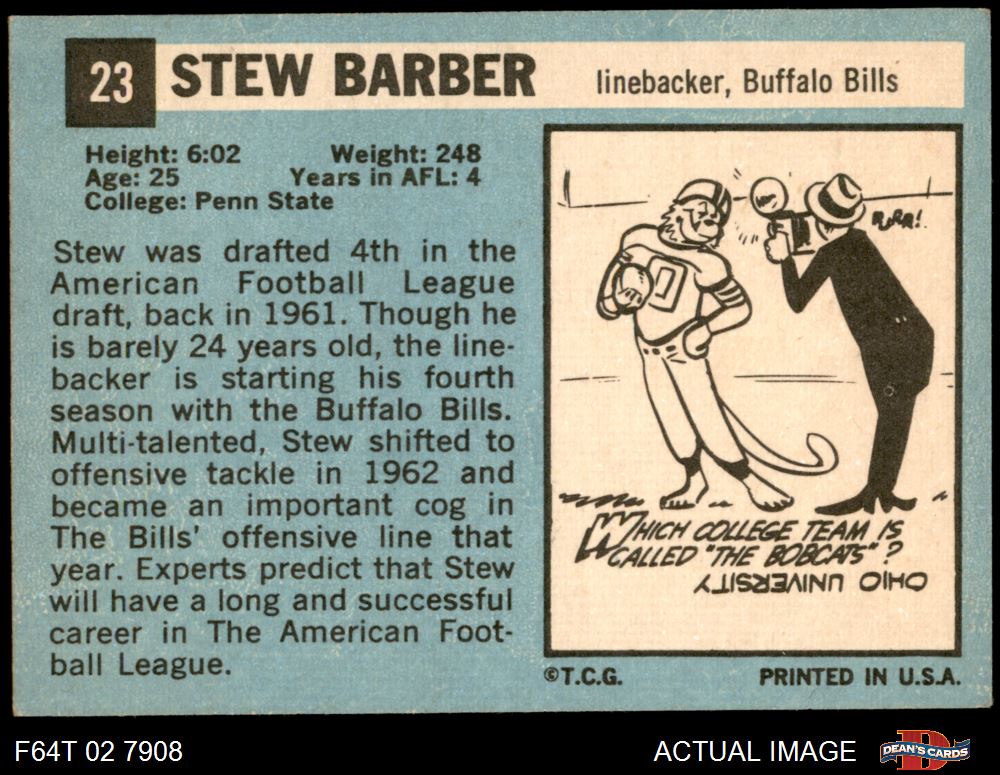 23
STEW BARBER
linebacker, Buffalo Bills
Height: 6:02 Weight: 248
Age: 25 Years in AFL: 4
College: Penn State
Stew was drafted 4th in the
American Football League
draft, back in 1961. Though he
is barely 24 years old, the line-
backer is starting his fourth
season with the Buffalo Bills.
Multi-talented, Stew shifted to
offensive tackle in 1962 and
became an important cog in
The Bills' offensive line that
year. Experts predict that Stew
will have a long and successful
career in The American Foot-
ball League.
WHICH COLLEGE TEAM IS
CALLED "THE BOBCATS"?
OHIO UNIVERSITY
©T.C.G. PRINTED IN U.S.A.
F64T 02 7908
ACTUAL IMAGE
DEAN'S CARDS